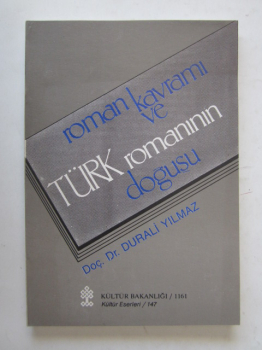 roman kavramı
ve
TÜRK romanının
doğuşu
Doç. Dr. DURALİ YILMAZ
KÜLTÜR BAKANLIĞI / 1161
Kültür Eserleri / 147